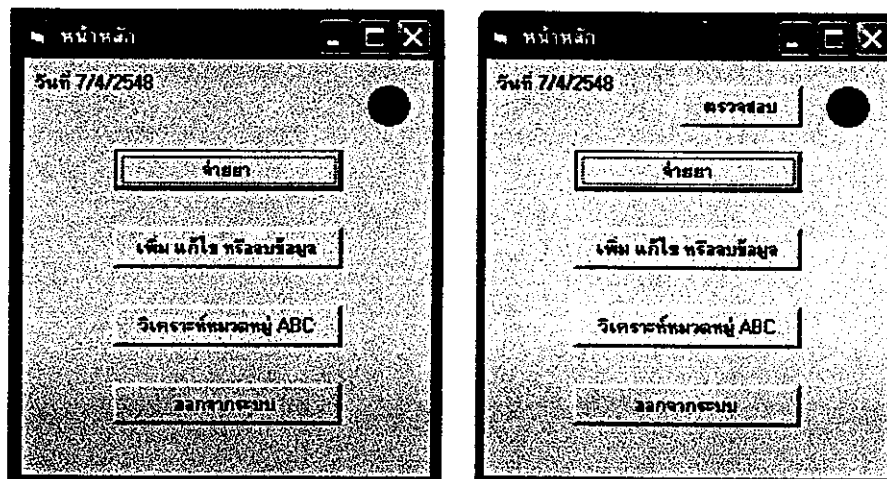 หน้าหลัก
วันที่ 7/4/2548
จ่ายยา
เพิ่ม แก้ไข หรือลบข้อมูล
วิเคราะห์หมวดหมู่ ABC
ออกจากระบบ
หน้าหลัก
วันที่ 7/4/2548
ตรวจสอบ
จ่ายยา
เพิ่ม แก้ไข หรือลบข้อมูล
วิเคราะห์หมวดหมู่ ABC
ออกจากระบบ